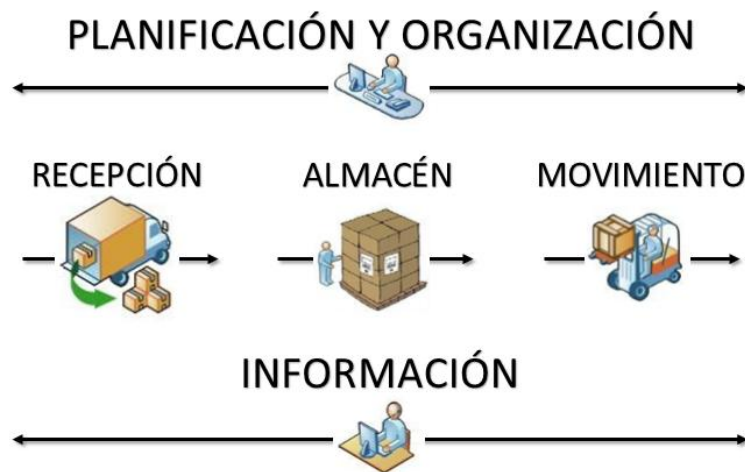 PLANIFICACIÓN Y ORGANIZACIÓN
RECEPCIÓN
ALMACÉN
MOVIMIENTO
INFORMACIÓN